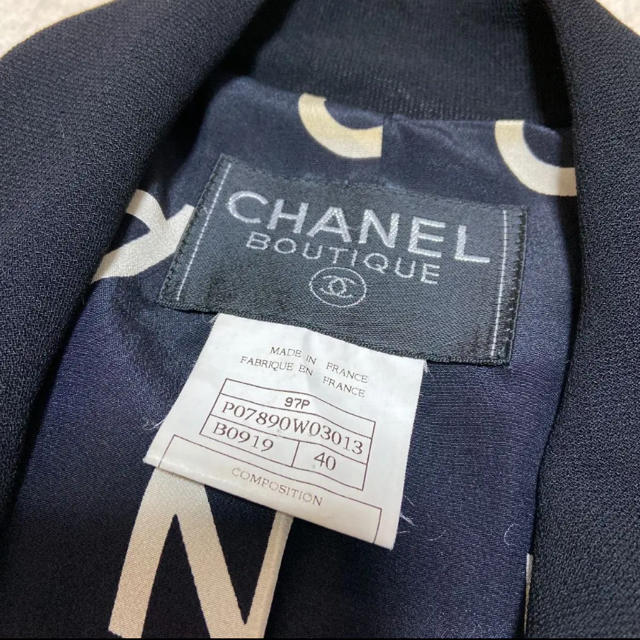 CHANEL
BOUTIQUE
MADE IN FRANCE
FABRIQUE EN FRANCE
97P
P07890W03013
B0919 40
COMPOSITION
N